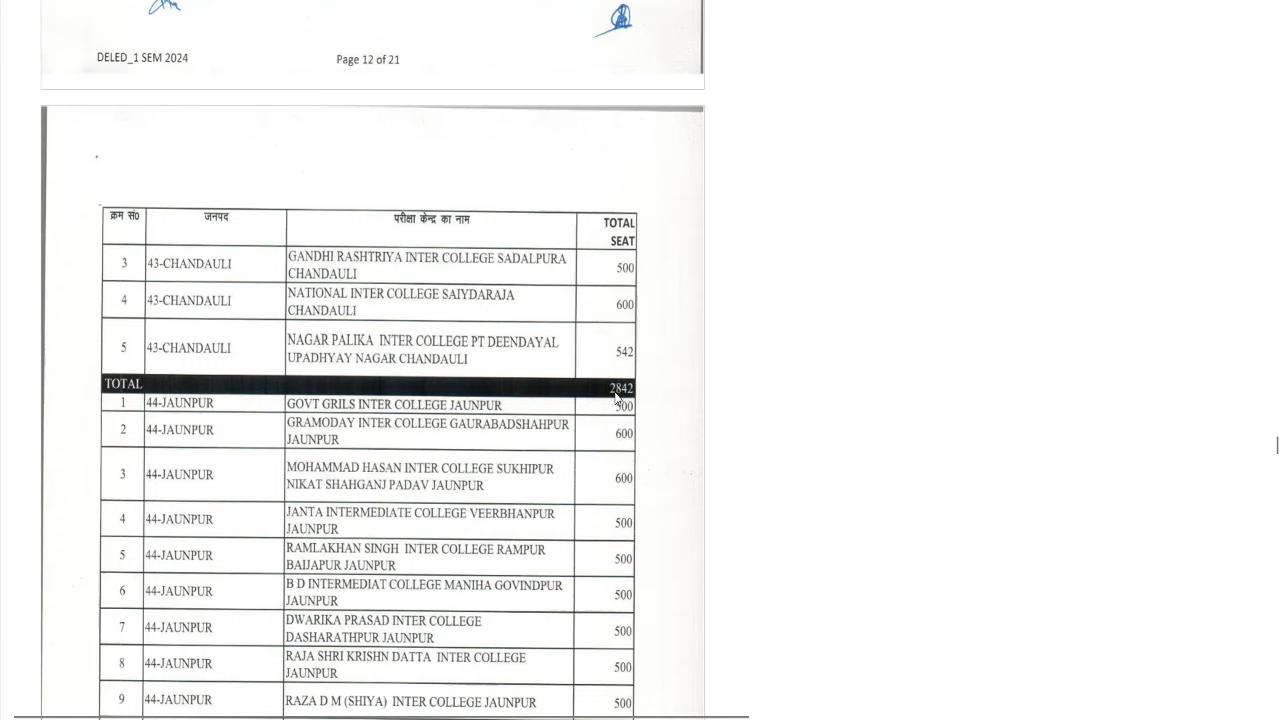 DELED_1 SEM 2024
Page 12 of 21
क्रम सं0 जनपद परीक्षा केन्द्र का नाम TOTAL
SEAT
3 43-CHANDAULI GANDHI RASHTRIYA INTER COLLEGE SADALPURA
CHANDAULI 500
4 43-CHANDAULI NATIONAL INTER COLLEGE SAIYDARAJA
CHANDAULI 600
5 43-CHANDAULI NAGAR PALIKA INTER COLLEGE PT DEENDAYAL
UPADHYAY NAGAR CHANDAULI 542
TOTAL 2842
1 44-JAUNPUR GOVT GRILS INTER COLLEGE JAUNPUR 500
2 44-JAUNPUR GRAMODAY INTER COLLEGE GAURABADSHAHPUR
JAUNPUR 600
3 44-JAUNPUR MOHAMMAD HASAN INTER COLLEGE SUKHIPUR
NIKAT SHAHGANJ PADAV JAUNPUR 600
4 44-JAUNPUR JANTA INTERMEDIATE COLLEGE VEERBHANPUR
JAUNPUR 500
5 44-JAUNPUR RAMLAKHAN SINGH INTER COLLEGE RAMPUR
BAIJAPUR JAUNPUR 500
6 44-JAUNPUR B D INTERMEDIAT COLLEGE MANIHA GOVINDPUR
JAUNPUR 500
7 44-JAUNPUR DWARIKA PRASAD INTER COLLEGE
DASHARATHPUR JAUNPUR 500
8 44-JAUNPUR RAJA SHRI KRISHN DATTA INTER COLLEGE
JAUNPUR 500
9 44-JAUNPUR RAZA D M (SHIYA) INTER COLLEGE JAUNPUR 500